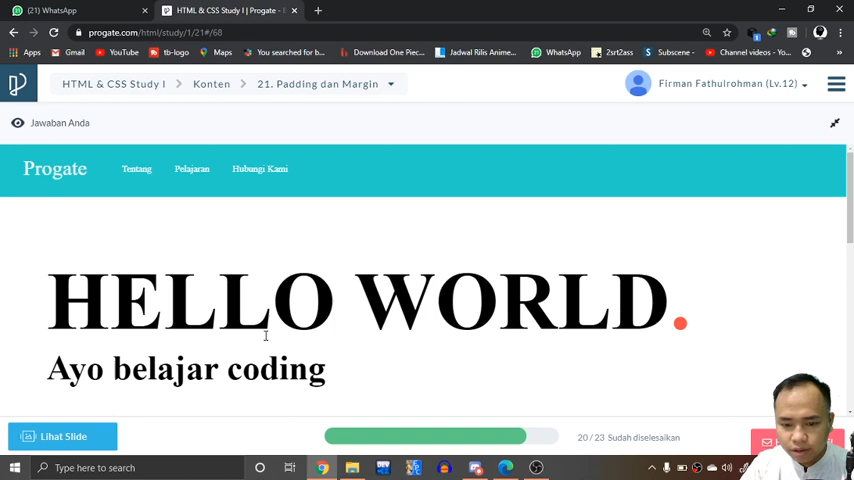 (21) WhatsApp
HTML & CSS Study I | Progate - I
progate.com/html/study/1/21#/68
Apps
Gmail
YouTube
tb-logo
Maps
You searched for b...
Download One Piec...
Jadwal Rilis Anime...
WhatsApp
2srt2ass
Subscene -
Channel videos - Yo...
HTML & CSS Study I
Konten
21. Padding dan Margin
Firman Fathulrohman (Lv.12)
Jawaban Anda
Progate
Tentang
Pelajaran
Hubungi Kami
HELLO WORLD.
Ayo belajar coding
Lihat Slide
20 / 23 Sudah diselesaikan
Type here to search